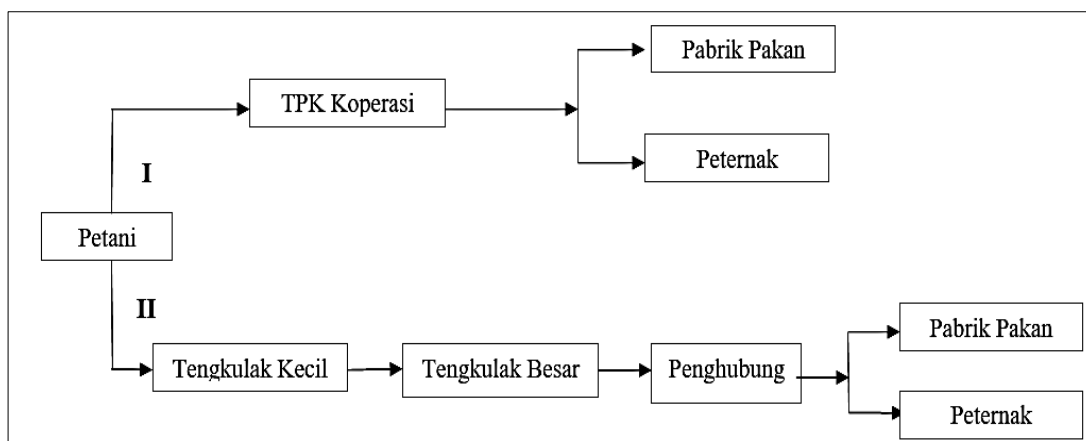 Pabrik Pakan
TPK Koperasi
Peternak
I
Petani
II
Tengkulak Kecil
Tengkulak Besar
Penghubung
Pabrik Pakan
Peternak